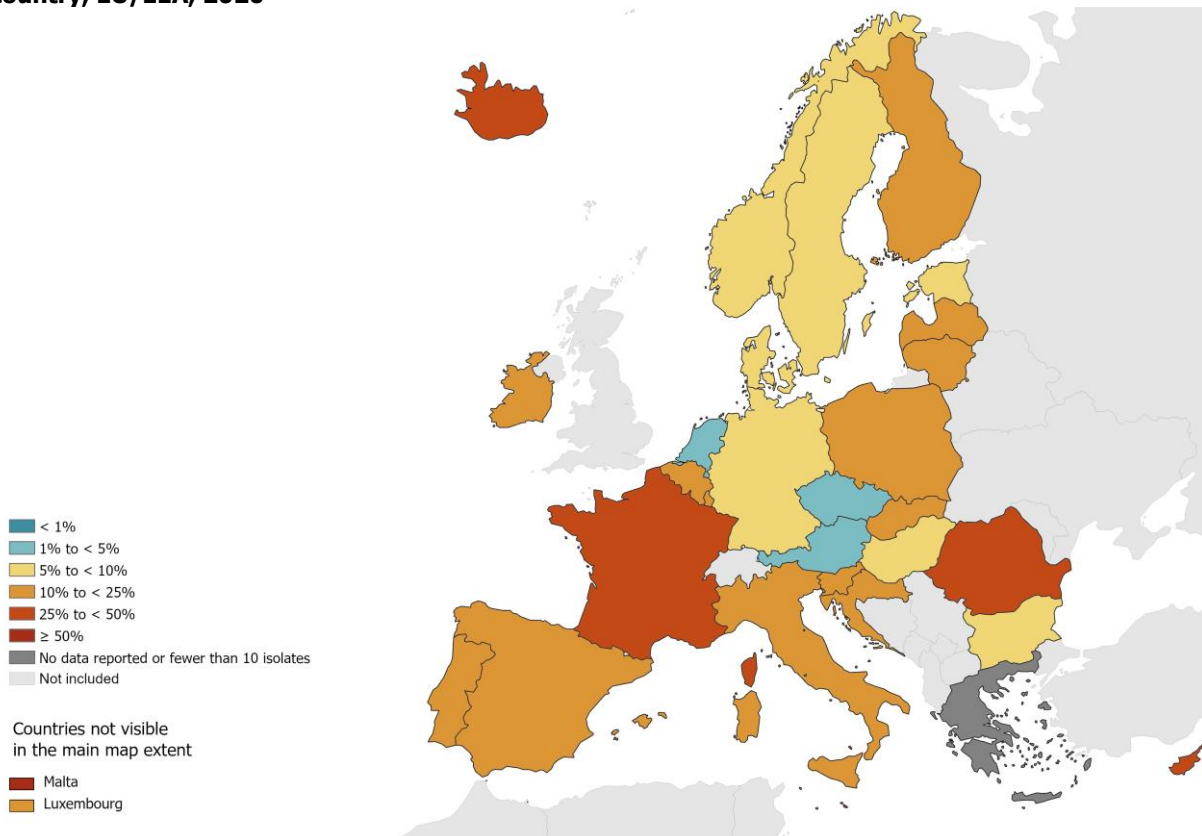 < 1%
1% to < 5%
5% to < 10%
10% to < 25%
25% to < 50%
≥ 50%
No data reported or fewer than 10 isolates
Not included
Countries not visible
in the main map extent
Malta
Luxembourg